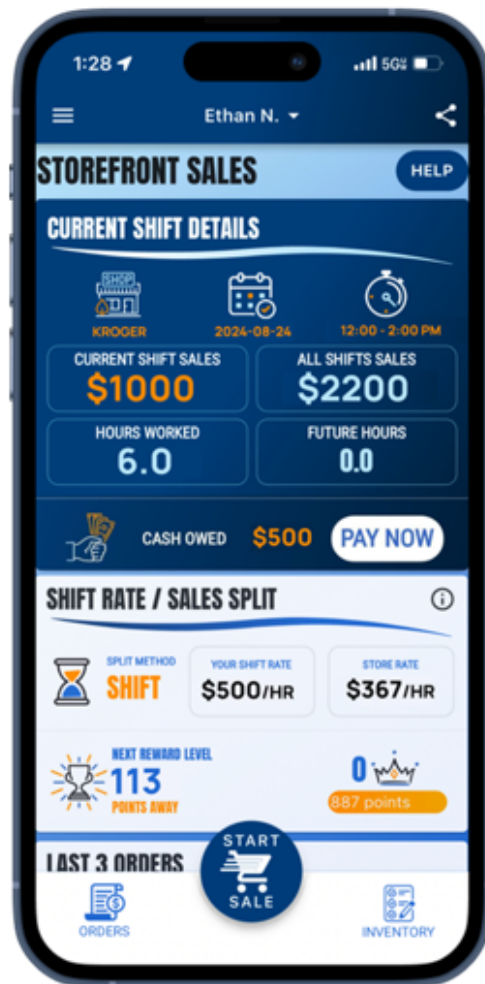 1:28
5G
Ethan N.
STOREFRONT SALES
HELP
CURRENT SHIFT DETAILS
SHOP
KROGER
2024-08-24
12:00 - 2:00 PM
CURRENT SHIFT SALES
$1000
ALL SHIFTS SALES
$2200
HOURS WORKED
6.0
FUTURE HOURS
0.0
CASH OWED
$500
PAY NOW
SHIFT RATE / SALES SPLIT
SPLIT METHOD
SHIFT
YOUR SHIFT RATE
$500/HR
STORE RATE
$367/HR
NEXT REWARD LEVEL
113
POINTS AWAY
0
887 points
LAST 3 ORDERS
START
SALE
ORDERS
INVENTORY